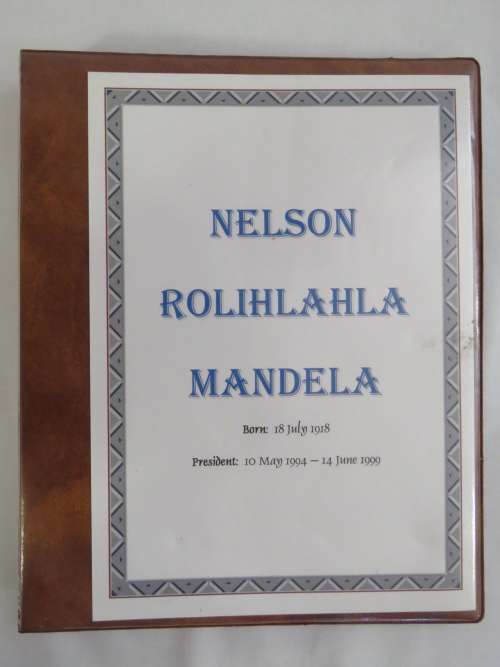 NELSON
ROLIHLAHLA
MANDELA
Born: 18 July 1918
President: 10 May 1994 – 14 June 1999